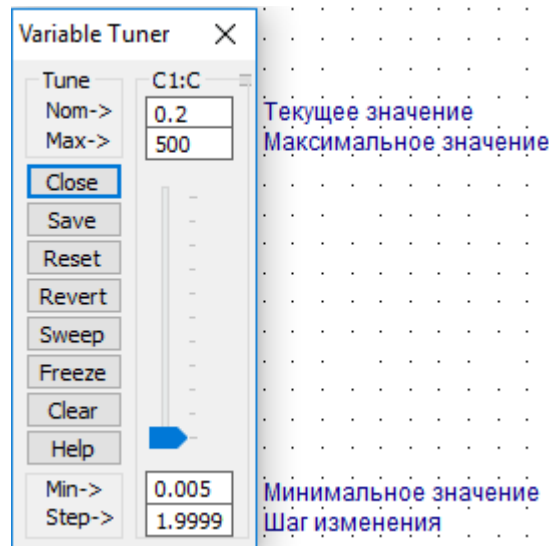 Variable Tuner
Tune C1:C
Nom-> 0.2 Текущее значение
Max-> 500 Максимальное значение
Close
Save
Reset
Revert
Sweep
Freeze
Clear
Help
Min-> 0.005 Минимальное значение
Step-> 1.9999 Шаг изменения